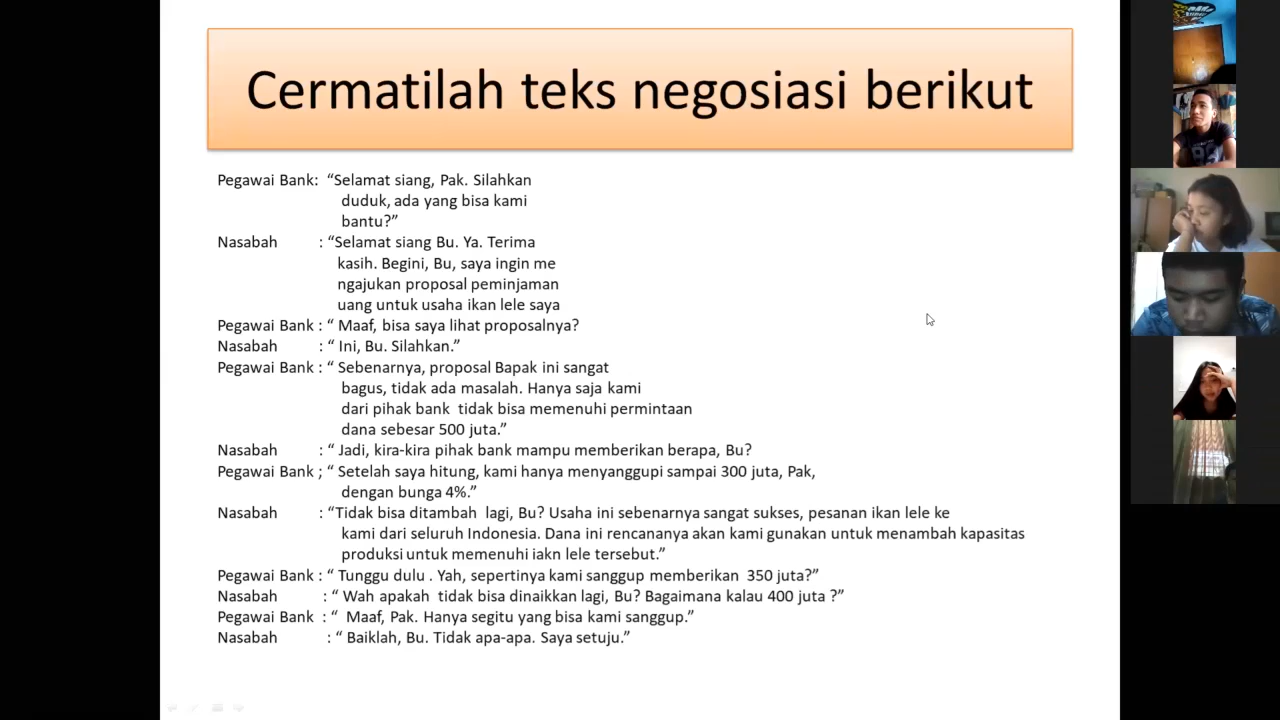 Cermatilah teks negosiasi berikut
Pegawai Bank: “Selamat siang, Pak. Silahkan
duduk, ada yang bisa kami
bantu?”
Nasabah : “Selamat siang Bu. Ya. Terima
kasih. Begini, Bu, saya ingin me
ngajukan proposal peminjaman
uang untuk usaha ikan lele saya
Pegawai Bank : “ Maaf, bisa saya lihat proposalnya?
Nasabah : “ Ini, Bu. Silahkan.”
Pegawai Bank : “ Sebenarnya, proposal Bapak ini sangat
bagus, tidak ada masalah. Hanya saja kami
dari pihak bank tidak bisa memenuhi permintaan
dana sebesar 500 juta.”
Nasabah : “ Jadi, kira-kira pihak bank mampu memberikan berapa, Bu?
Pegawai Bank ; “ Setelah saya hitung, kami hanya menyanggupi sampai 300 juta, Pak,
dengan bunga 4%.”
Nasabah : “Tidak bisa ditambah lagi, Bu? Usaha ini sebenarnya sangat sukses, pesanan ikan lele ke
kami dari seluruh Indonesia. Dana ini rencananya akan kami gunakan untuk menambah kapasitas
produksi untuk memenuhi iakn lele tersebut.”
Pegawai Bank : “ Tunggu dulu . Yah, sepertinya kami sanggup memberikan 350 juta?”
Nasabah : “ Wah apakah tidak bisa dinaikkan lagi, Bu? Bagaimana kalau 400 juta ?”
Pegawai Bank : “ Maaf, Pak. Hanya segitu yang bisa kami sanggup.”
Nasabah : “ Baiklah, Bu. Tidak apa-apa. Saya setuju.”